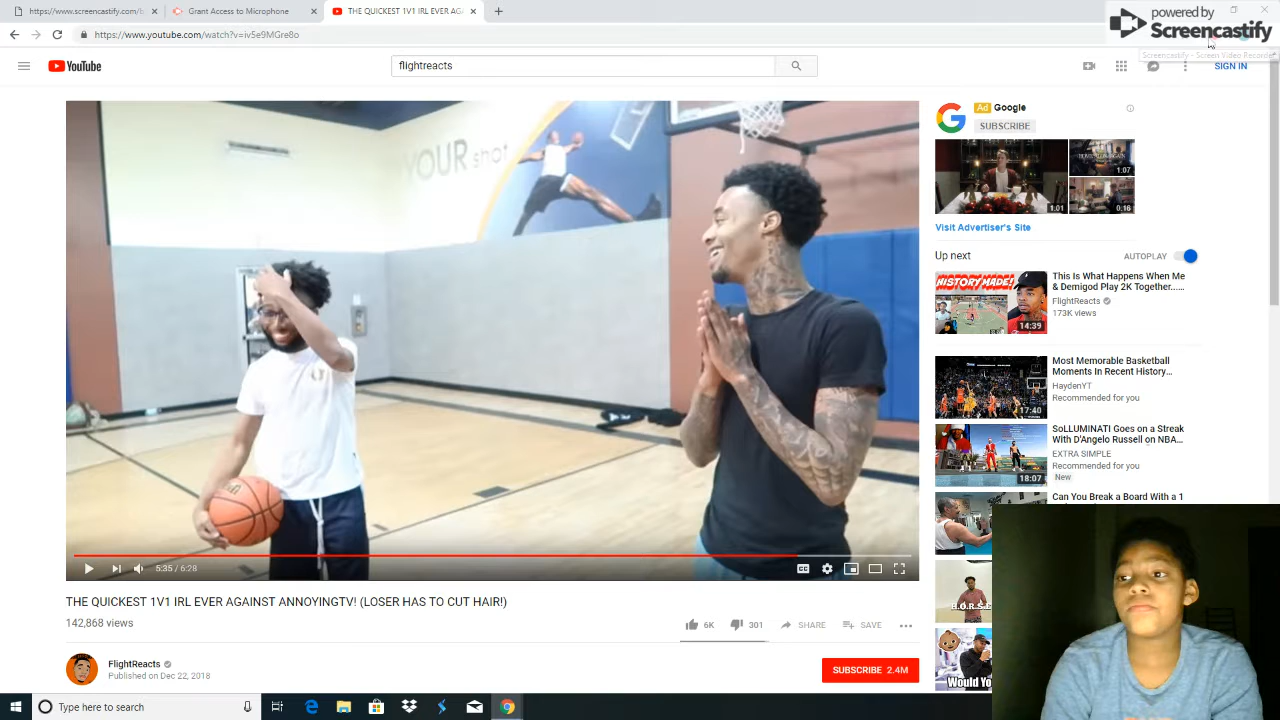 https://www.screencastify.com/l
Grant Access to Microphone
THE QUICKEST 1V1 IRL EVER AGA
powered by
Screencastify
https://www.youtube.com/watch?v=iv5e9MGre8o
Screencastify - Screen Video Recorder
YouTube
flightreacts
SIGN IN
YOUR shot
Ad Google
SUBSCRIBE
1:07
1:01
0:16
Visit Advertiser's Site
Up next
AUTOPLAY
HISTORY MADE!
14:39
This Is What Happens When Me
& Demigod Play 2K Together.....
FlightReacts
173K views
17:40
Most Memorable Basketball
Moments In Recent History...
HaydenYT
Recommended for you
18:07
SoLLUMINATI Goes on a Streak
With D'Angelo Russell on NBA...
EXTRA SIMPLE
Recommended for you
New
Can You Break a Board With a 1
H.O.R.S.E
Would Yo
5:35 / 6:28
CC
THE QUICKEST 1V1 IRL EVER AGAINST ANNOYINGTV! (LOSER HAS TO CUT HAIR!)
142,868 views
6K
301
SHARE
SAVE
FlightReacts
Published on Dec 22, 2018
SUBSCRIBE 2.4M
Type here to search